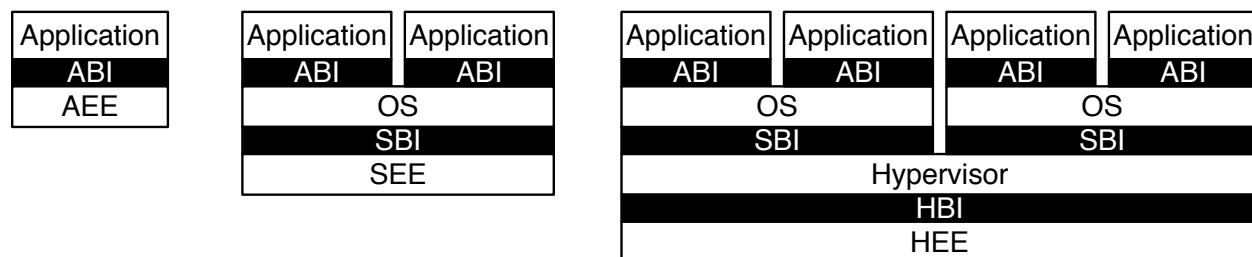 Application
ABI
AEE
Application Application
ABI ABI
OS
SBI
SEE
Application Application Application Application
ABI ABI ABI ABI
OS OS
SBI SBI
Hypervisor
HBI
HEE